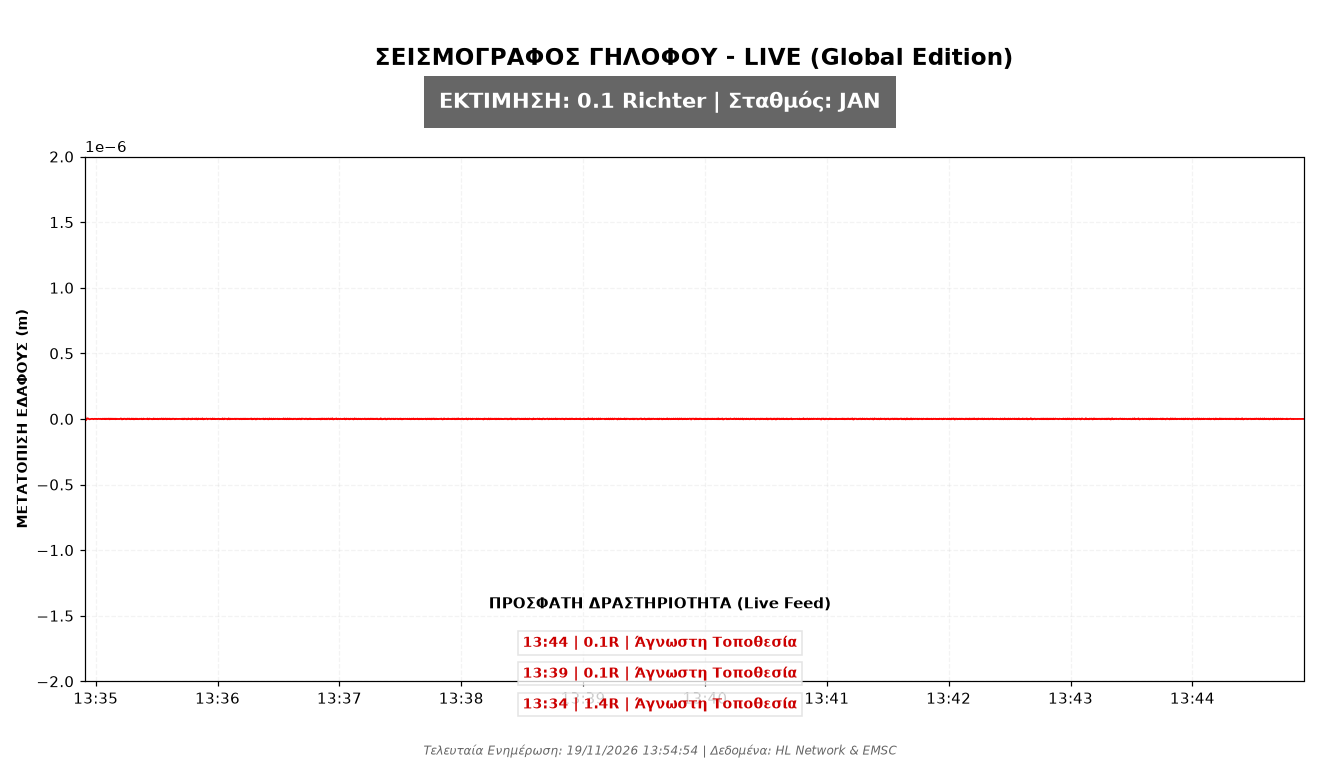 ΣΕΙΣΜΟΓΡΑΦΟΣ ΓΗΛΟΦΟΥ - LIVE (Global Edition)
ΕΚΤΙΜΗΣΗ: 0.1 Richter | Σταθμός: JAN
1e−6
2.0
1.5
1.0
0.5
0.0
−0.5
−1.0
−1.5
−2.0
ΜΕΤΑΤΟΠΙΣΗ ΕΔΑΦΟΥΣ (m)
ΠΡΟΣΦΑΤΗ ΔΡΑΣΤΗΡΙΟΤΗΤΑ (Live Feed)
13:44 | 0.1R | Άγνωστη Τοποθεσία
13:39 | 0.1R | Άγνωστη Τοποθεσία
13:34 | 1.4R | Άγνωστη Τοποθεσία
13:35 13:36 13:37 13:38 13:39 13:40 13:41 13:42 13:43 13:44
Τελευταία Ενημέρωση: 19/11/2026 13:54:54 | Δεδομένα: HL Network & EMSC